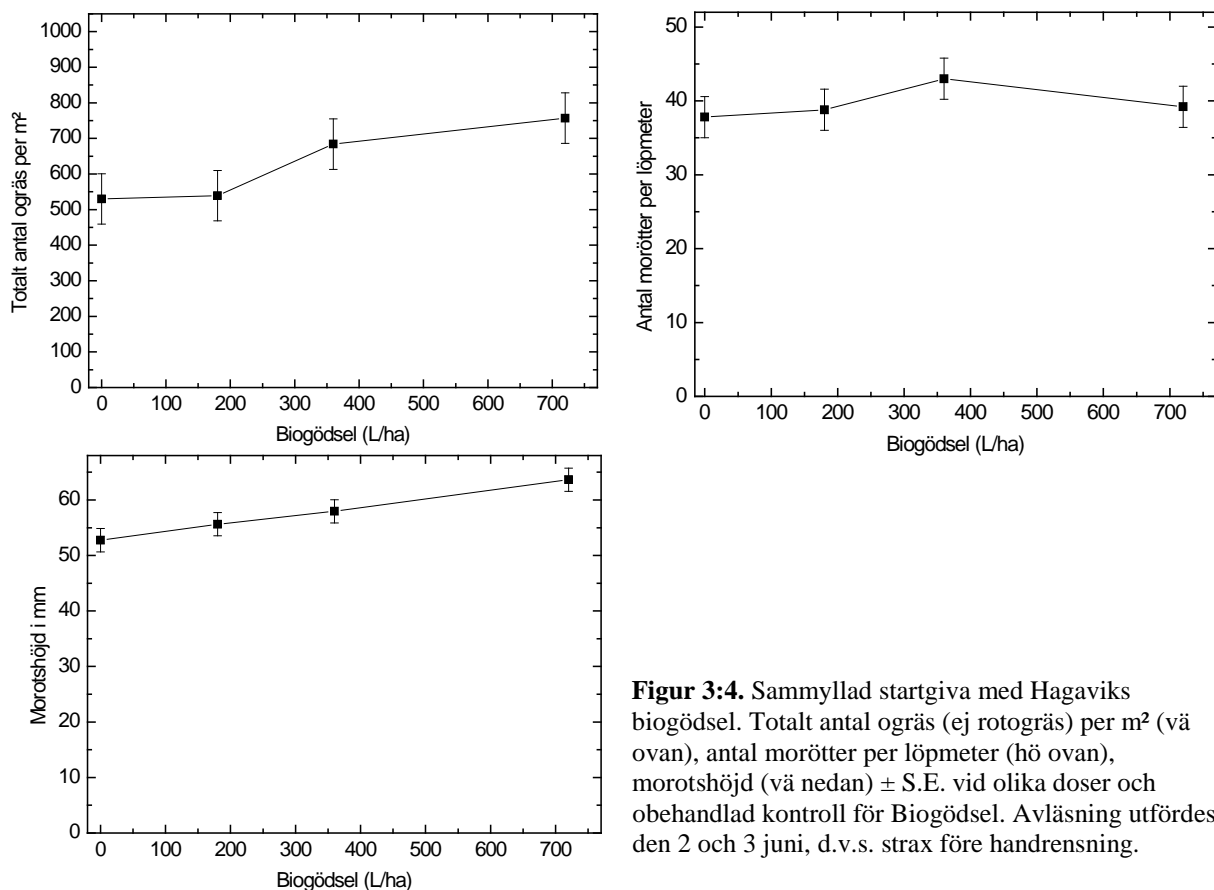 1000
900
800
700
600
500
400
300
200
100
0
Totalt antal ogräs per m²
0 100 200 300 400 500 600 700
Biogödsel (L/ha)
50
40
30
20
10
0
Antal morötter per löpmeter
0 100 200 300 400 500 600 700
Biogödsel (L/ha)
60
50
40
30
20
10
0
Morotshöjd i mm
0 100 200 300 400 500 600 700
Biogödsel (L/ha)
Figur 3:4. Sammyllad startgiva med Hagaviks
biogödsel. Totalt antal ogräs (ej rotogräs) per m² (vä
ovan), antal morötter per löpmeter (hö ovan),
morotshöjd (vä nedan) ± S.E. vid olika doser och
obehandlad kontroll för Biogödsel. Avläsning utfördes
den 2 och 3 juni, d.v.s. strax före handrensning.